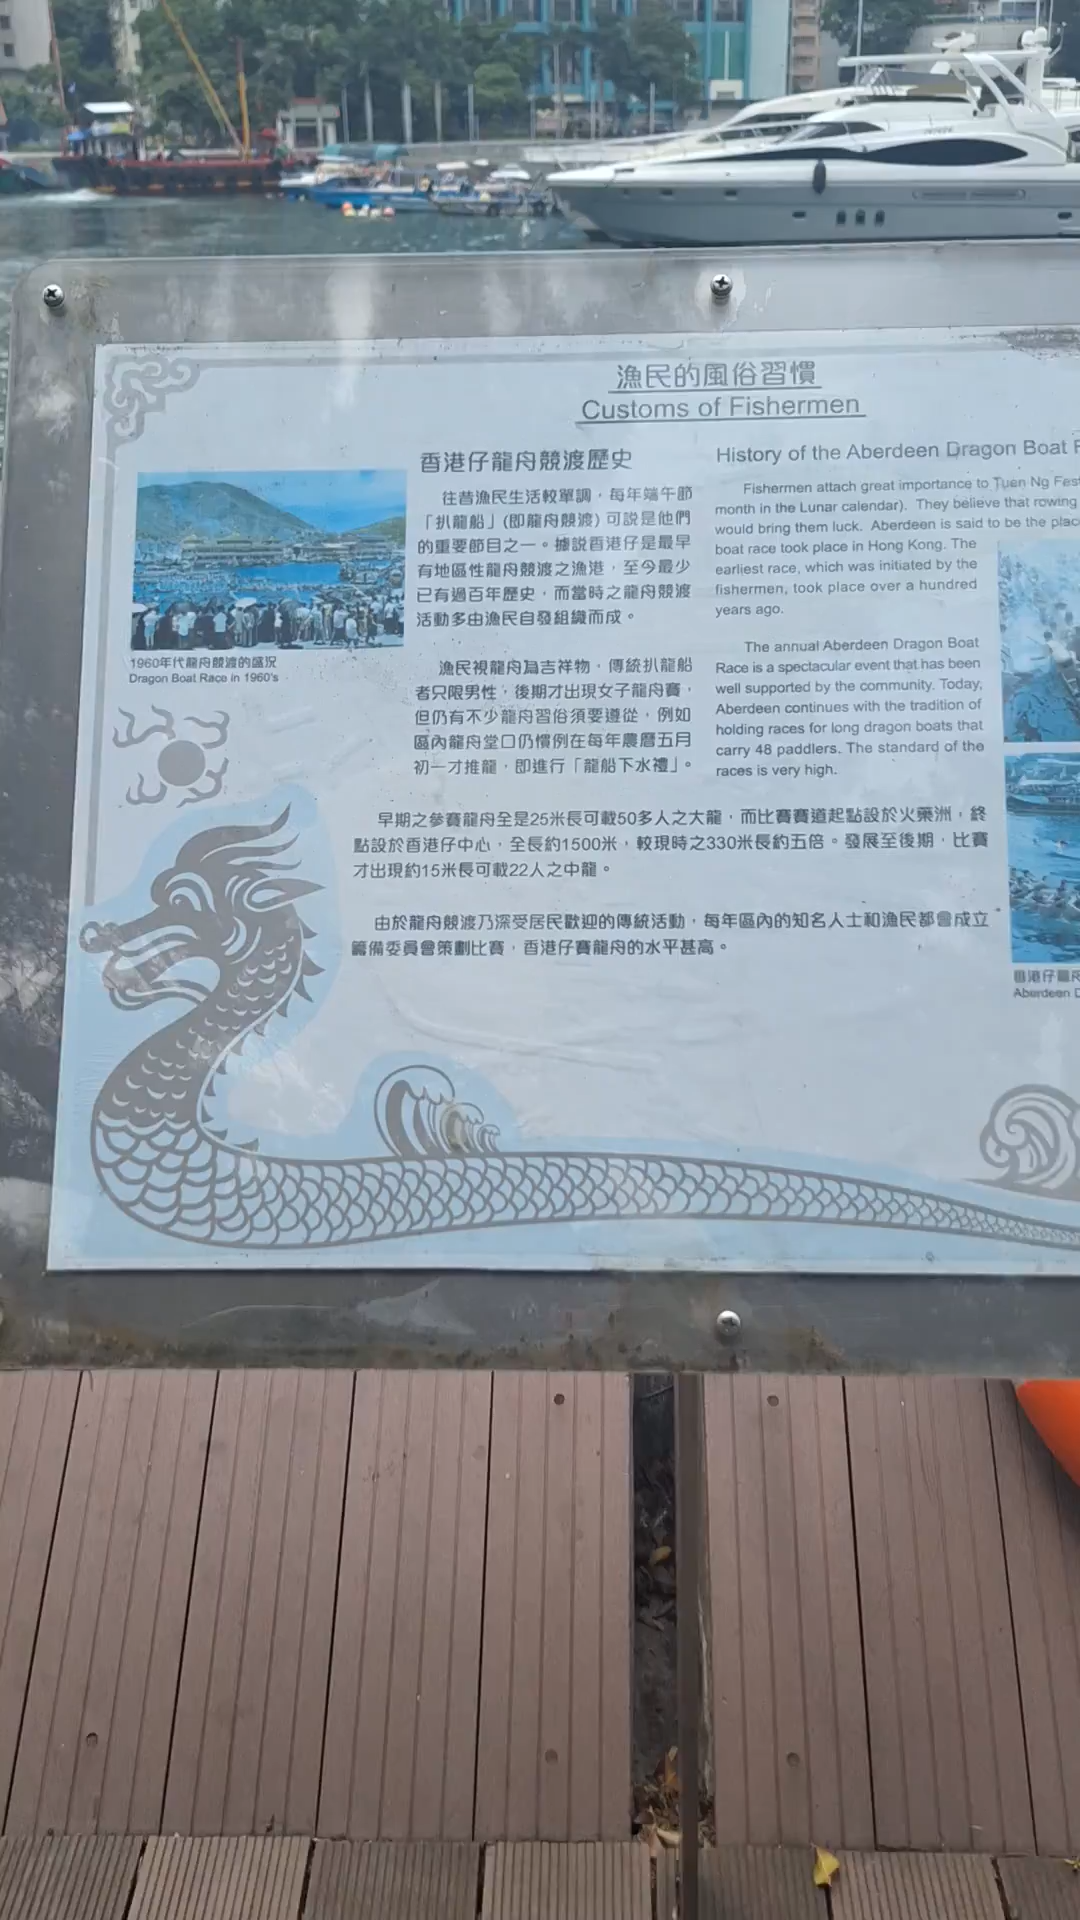 漁民的風俗習慣
Customs of Fishermen
香港仔龍舟競渡歷史
往昔漁民生活較單調，每年端午節
「扒龍船」(即龍舟競渡) 可說是他們
的重要節目之一。據說香港仔是最早
有地區性龍舟競渡之漁港，至今最少
已有過百年歷史，而當時之龍舟競渡
活動多由漁民自發組織而成。
漁民視龍舟為吉祥物，傳統扒龍船
者只限男性，後期才出現女子龍舟賽，
但仍有不少龍舟習俗須要遵從，例如
區內龍舟堂口仍慣例在每年農曆五月
初一才推龍，即進行「龍船下水禮」。
早期之參賽龍舟全是25米長可載50多人之大龍，而比賽賽道起點設於火藥洲，終
點設於香港仔中心，全長約1500米，較現時之330米長約五倍。發展至後期，比賽
才出現約15米長可載22人之中龍。
由於龍舟競渡乃深受居民歡迎的傳統活動，每年區內的知名人士和漁民都會成立
籌備委員會策劃比賽，香港仔賽龍舟的水平甚高。
1960年代龍舟競渡的盛況
Dragon Boat Race in 1960's
History of the Aberdeen Dragon Boat
Fishermen attach great importance to Tuen Ng
month in the Lunar calendar). They believe that rowing
would bring them luck. Aberdeen is said to be the
boat race took place in Hong Kong. The
earliest race, which was initiated by the
fishermen, took place over a hundred
years ago.
The annual Aberdeen Dragon Boat
Race is a spectacular event that has been
well supported by the community. Today,
Aberdeen continues with the tradition of
holding races for long dragon boats that
carry 48 paddlers. The standard of the
races is very high.
香港仔龍
Aberdeen